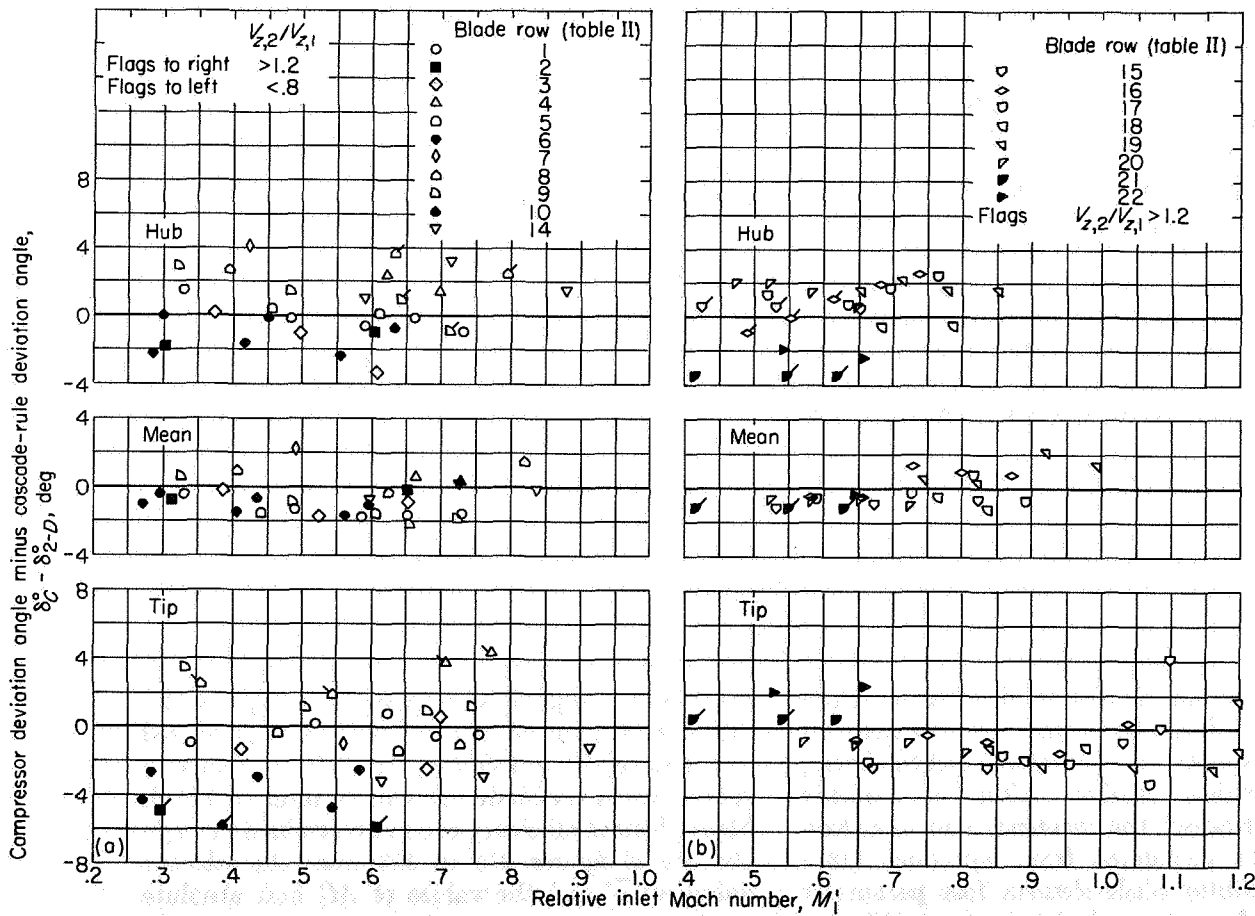 V z,2 /V z,1
Flags to right >1.2
Flags to left <.8
Blade row (table II)
1
2
3
4
5
6
7
8
9
10
14
Blade row (table II)
15
16
17
18
19
20
21
22
Flags V z,2 /V z,1 >1.2
Compressor deviation angle minus cascade-rule deviation angle,
δ°C - δ°2-D, deg
8
4
0
-4
Hub
Hub
4
0
-4
Mean
Mean
8
4
0
-4
-8
Tip
Tip
(a)
(b)
.2 .3 .4 .5 .6 .7 .8 .9 1.0
.4 .5 .6 .7 .8 .9 1.0 1.1 1.2
Relative inlet Mach number, M'1